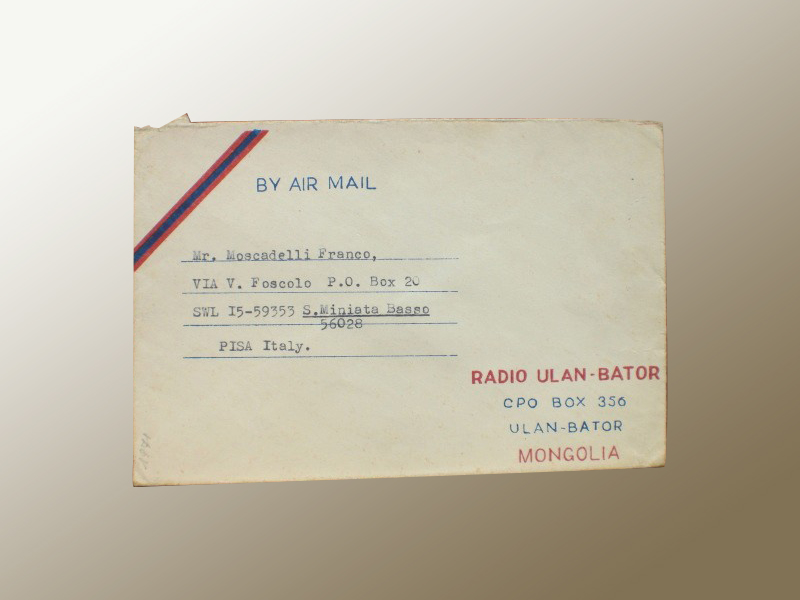 BY AIR MAIL
Mr. Moscadelli Franco,
VIA V. Foscolo P.O. Box 20
SWL I5-59353 S.Miniata Basso
56028
PISA Italy.
RADIO ULAN-BATOR
CPO BOX 356
ULAN-BATOR
MONGOLIA